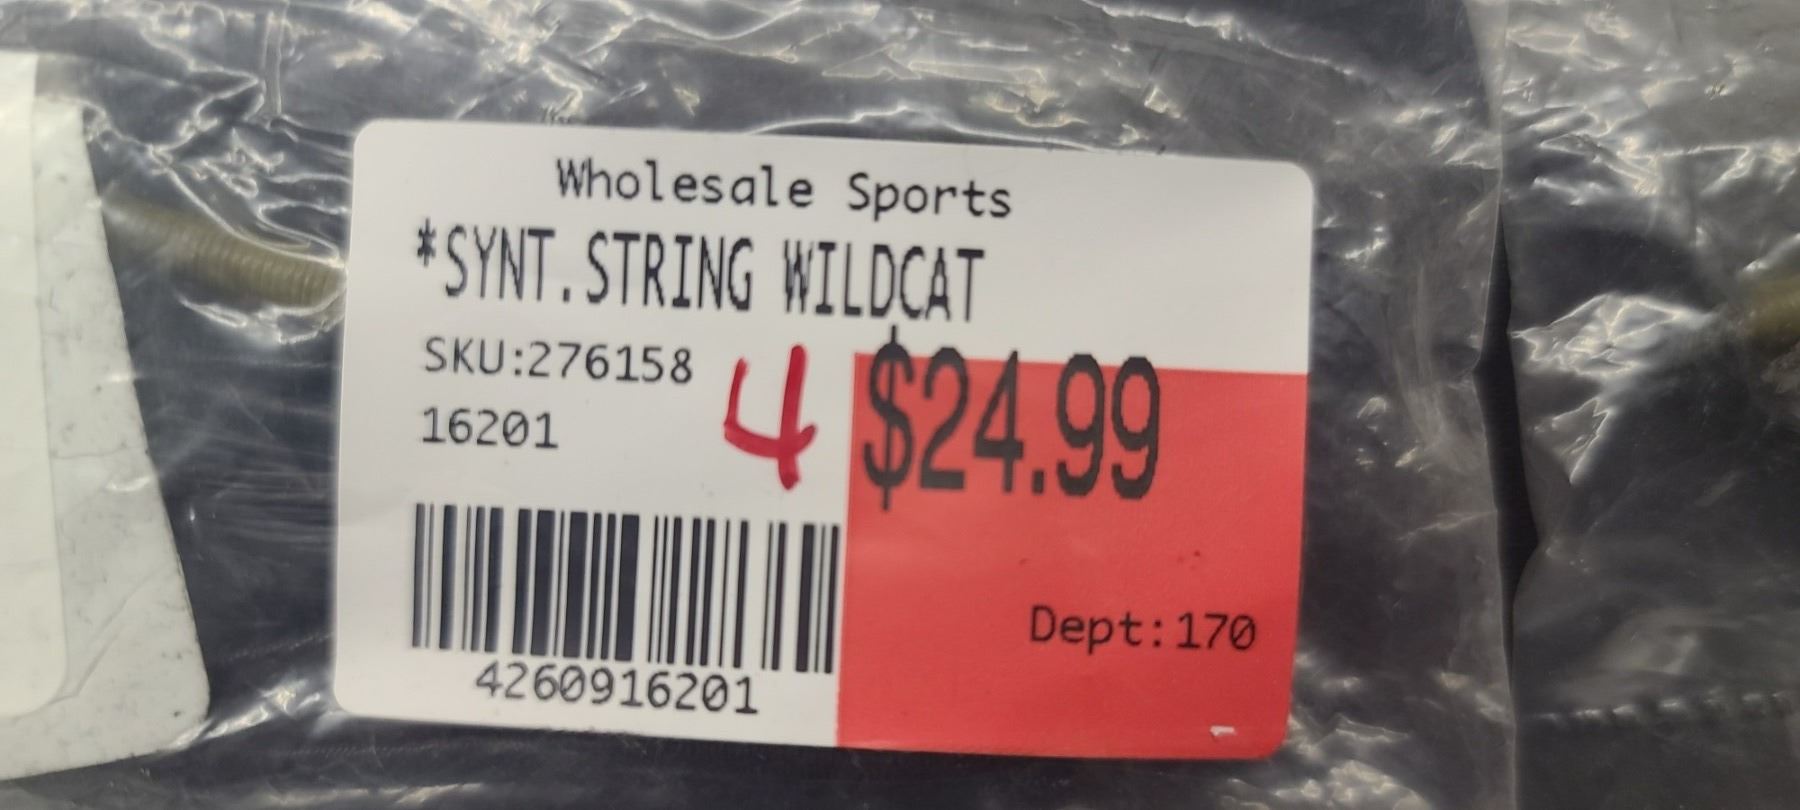 Wholesale Sports
*SYNT.STRING WILDCAT
SKU:276158
16201
4
$24.99
Dept:170
4260916201